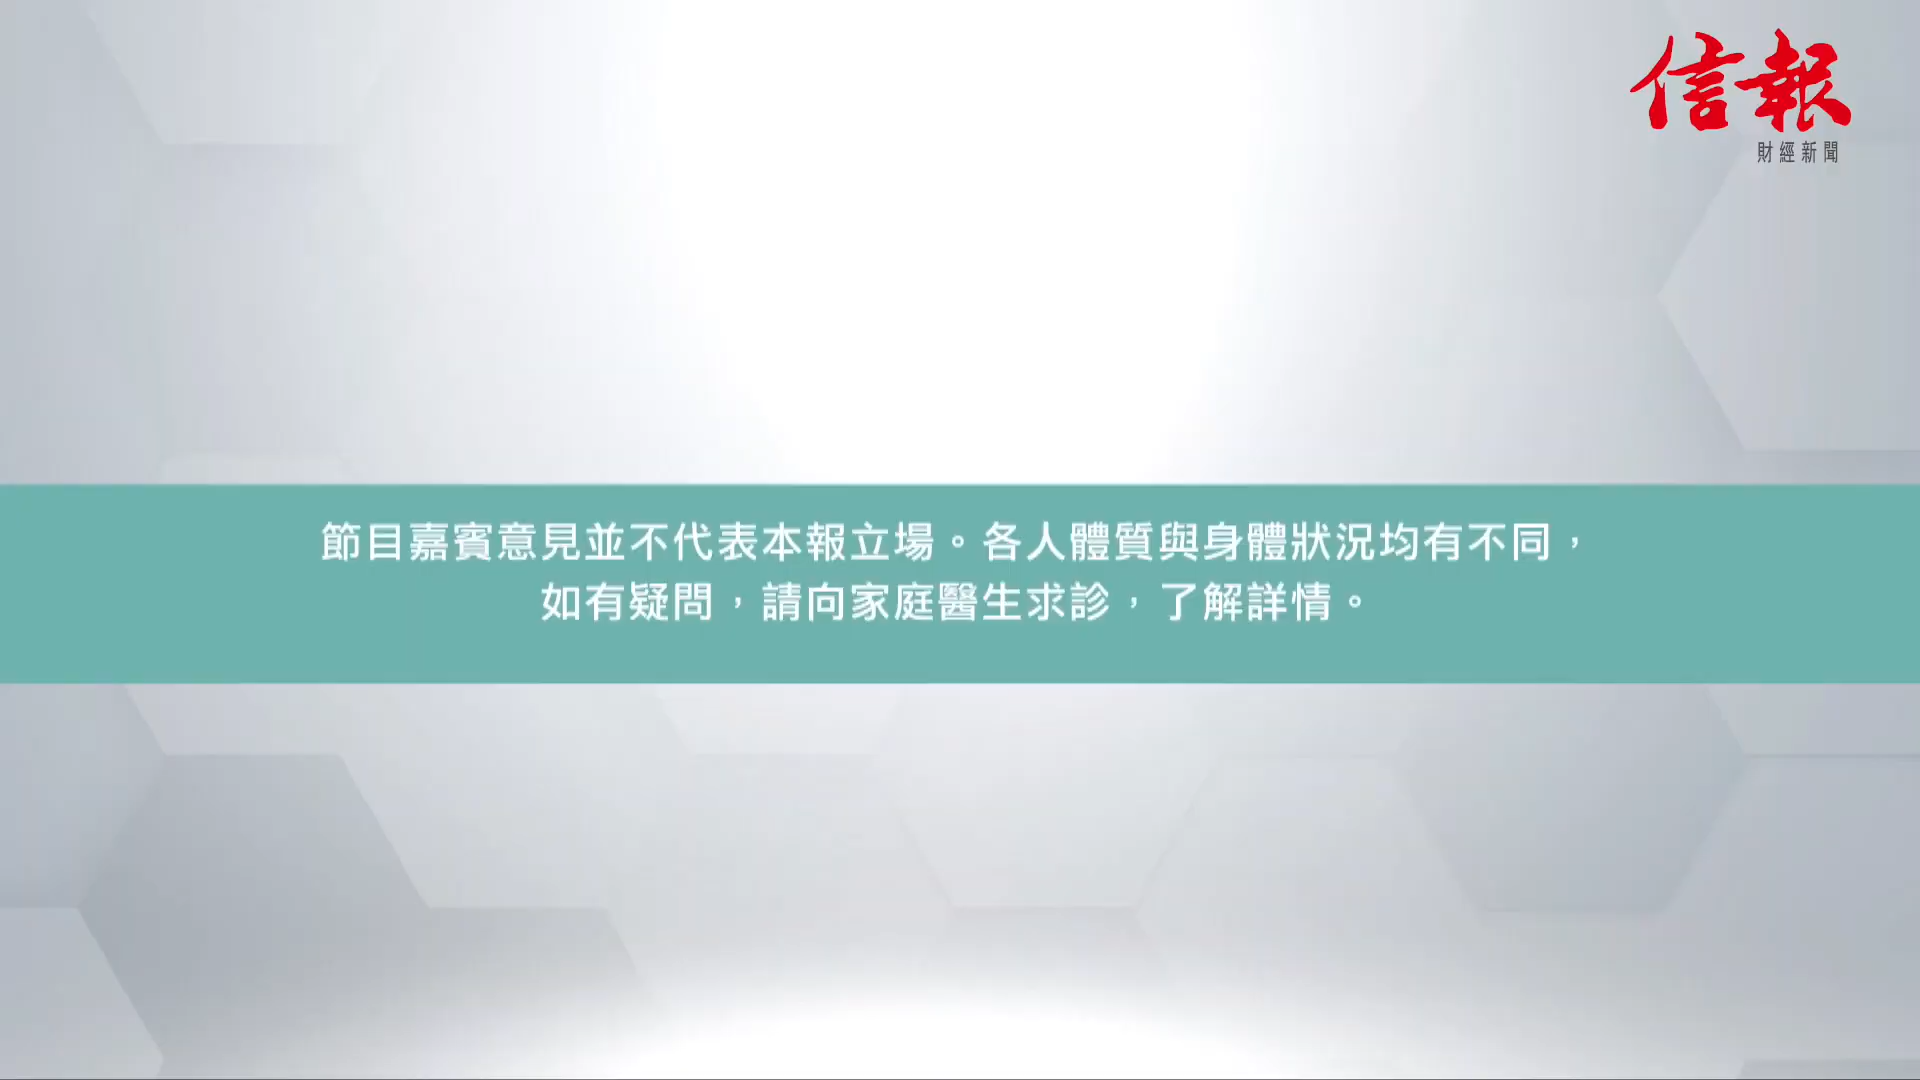 信報
財經新聞
節目嘉賓意見並不代表本報立場。各人體質與身體狀況均有不同，
如有疑問，請向家庭醫生求診，了解詳情。